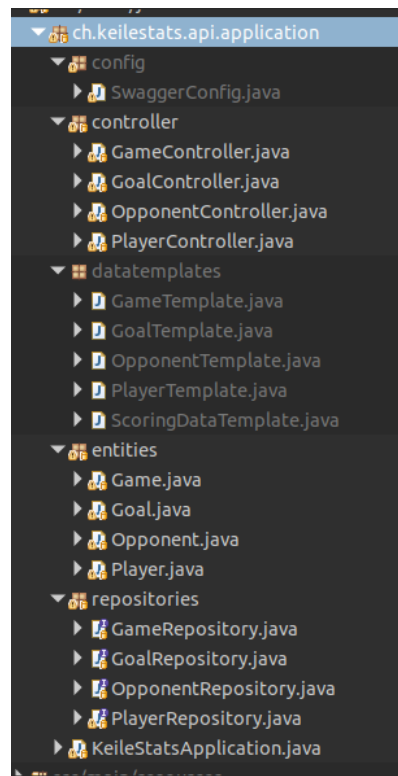 ch.keilestats.api.application
config
SwaggerConfig.java
controller
GameController.java
GoalController.java
OpponentController.java
PlayerController.java
datatemplates
GameTemplate.java
GoalTemplate.java
OpponentTemplate.java
PlayerTemplate.java
ScoringDataTemplate.java
entities
Game.java
Goal.java
Opponent.java
Player.java
repositories
GameRepository.java
GoalRepository.java
OpponentRepository.java
PlayerRepository.java
KeileStatsApplication.java